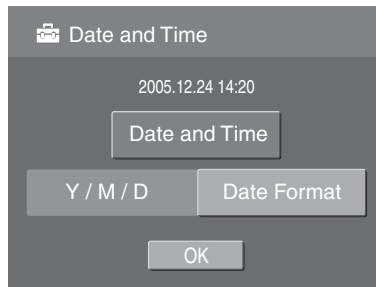 Date and Time
2005.12.24 14:20
Date and Time
Y / M / D Date Format
OK